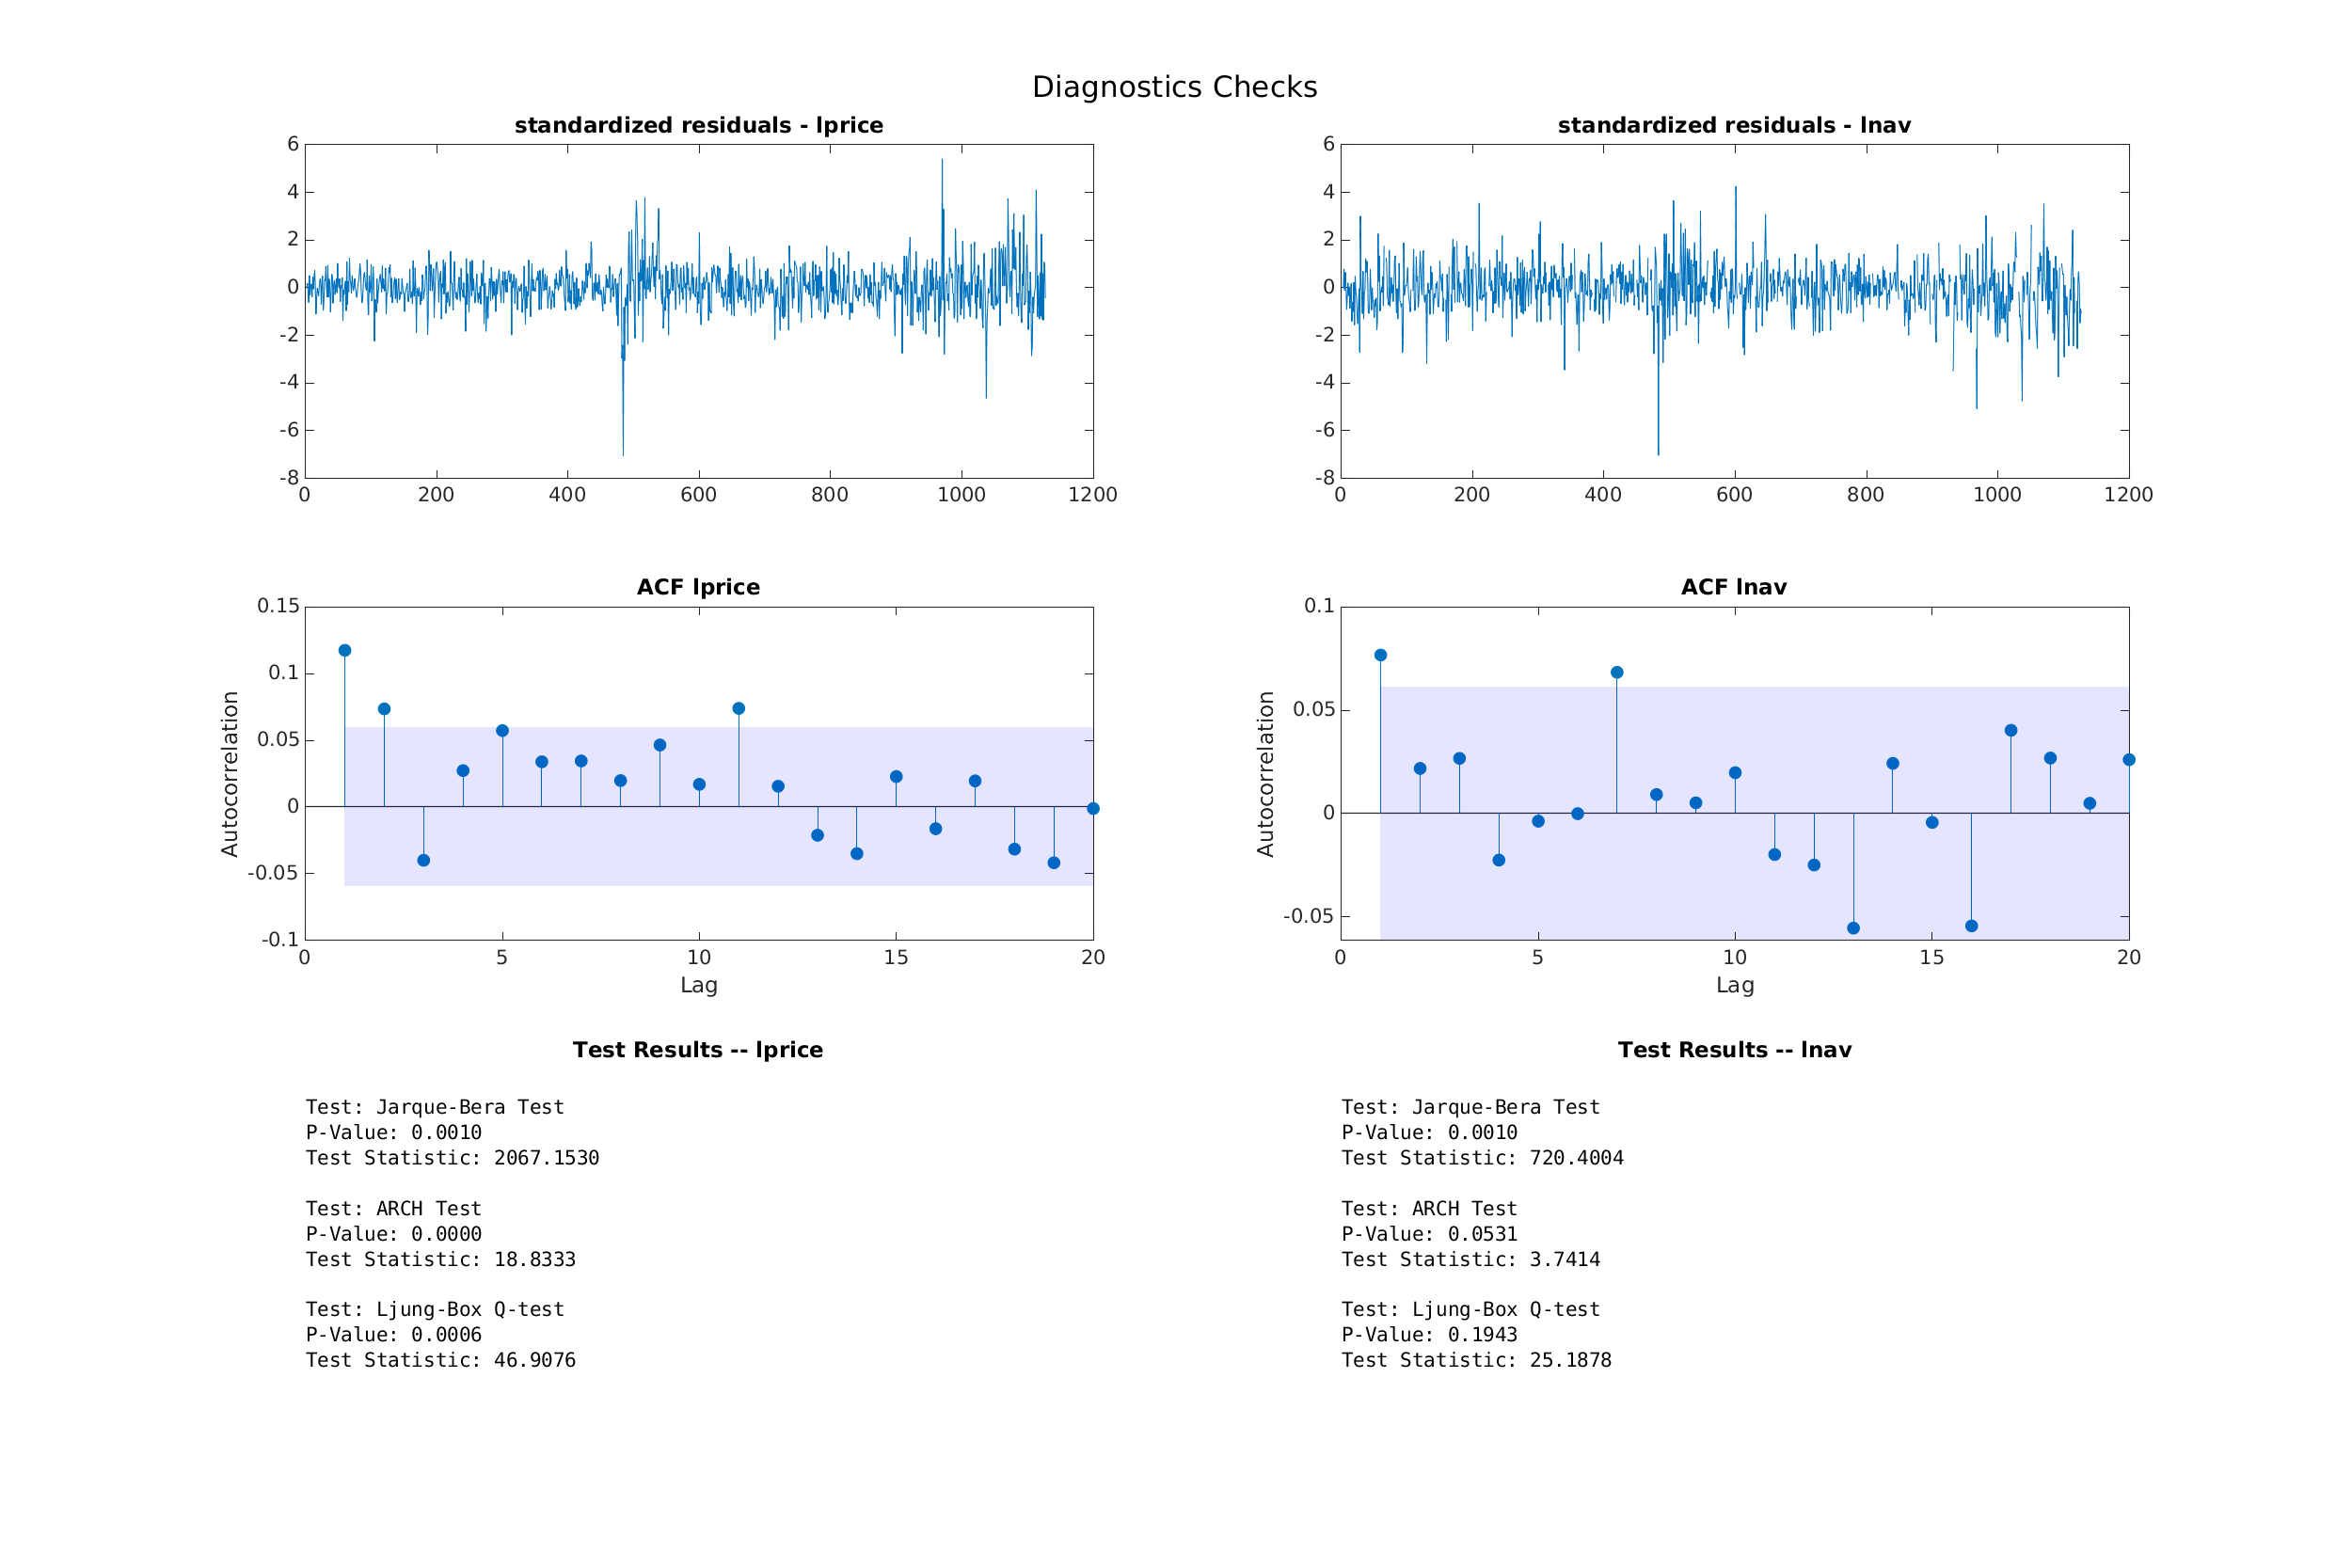 Diagnostics Checks
standardized residuals - lprice
6
4
2
0
-2
-4
-6
-8
0 200 400 600 800 1000 1200
standardized residuals - lnav
6
4
2
0
-2
-4
-6
-8
0 200 400 600 800 1000 1200
ACF lprice
0.15
0.1
0.05
0
-0.05
-0.1
Autocorrelation
0 5 10 15 20
Lag
ACF lnav
0.1
0.05
0
-0.05
Autocorrelation
0 5 10 15 20
Lag
Test Results -- lprice
Test: Jarque-Bera Test
P-Value: 0.0010
Test Statistic: 2067.1530
Test: ARCH Test
P-Value: 0.0000
Test Statistic: 18.8333
Test: Ljung-Box Q-test
P-Value: 0.0006
Test Statistic: 46.9076
Test Results -- lnav
Test: Jarque-Bera Test
P-Value: 0.0010
Test Statistic: 720.4004
Test: ARCH Test
P-Value: 0.0531
Test Statistic: 3.7414
Test: Ljung-Box Q-test
P-Value: 0.1943
Test Statistic: 25.1878